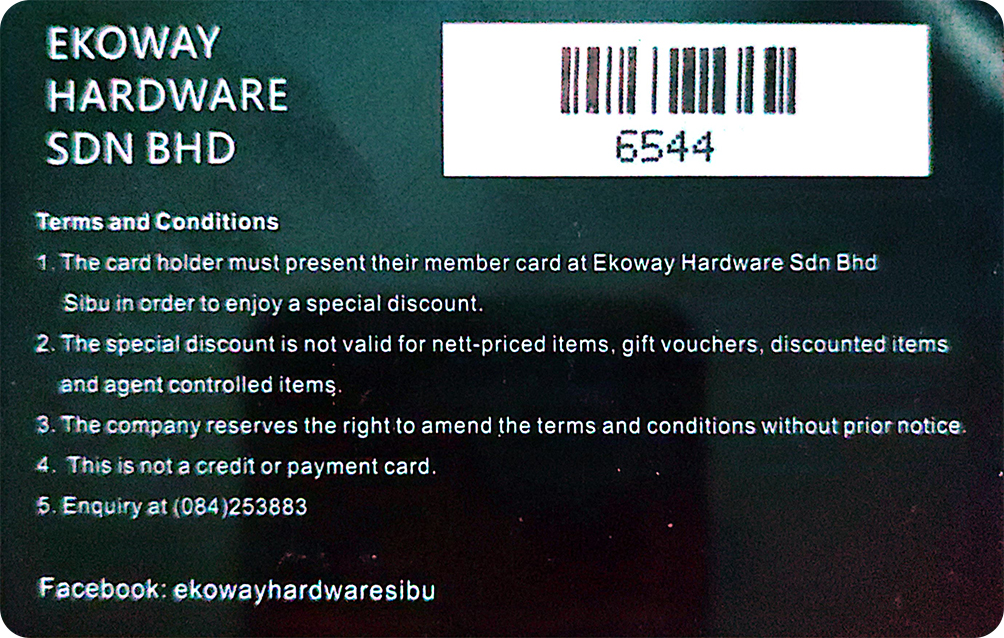 EKOWAY
HARDWARE
SDN BHD
6544
Terms and Conditions
1. The card holder must present their member card at Ekoway Hardware Sdn Bhd
Sibu in order to enjoy a special discount.
2. The special discount is not valid for nett-priced items, gift vouchers, discounted items
and agent controlled items.
3. The company reserves the right to amend the terms and conditions without prior notice.
4. This is not a credit or payment card.
5. Enquiry at (084)253883
Facebook: ekowayhardwaresibu